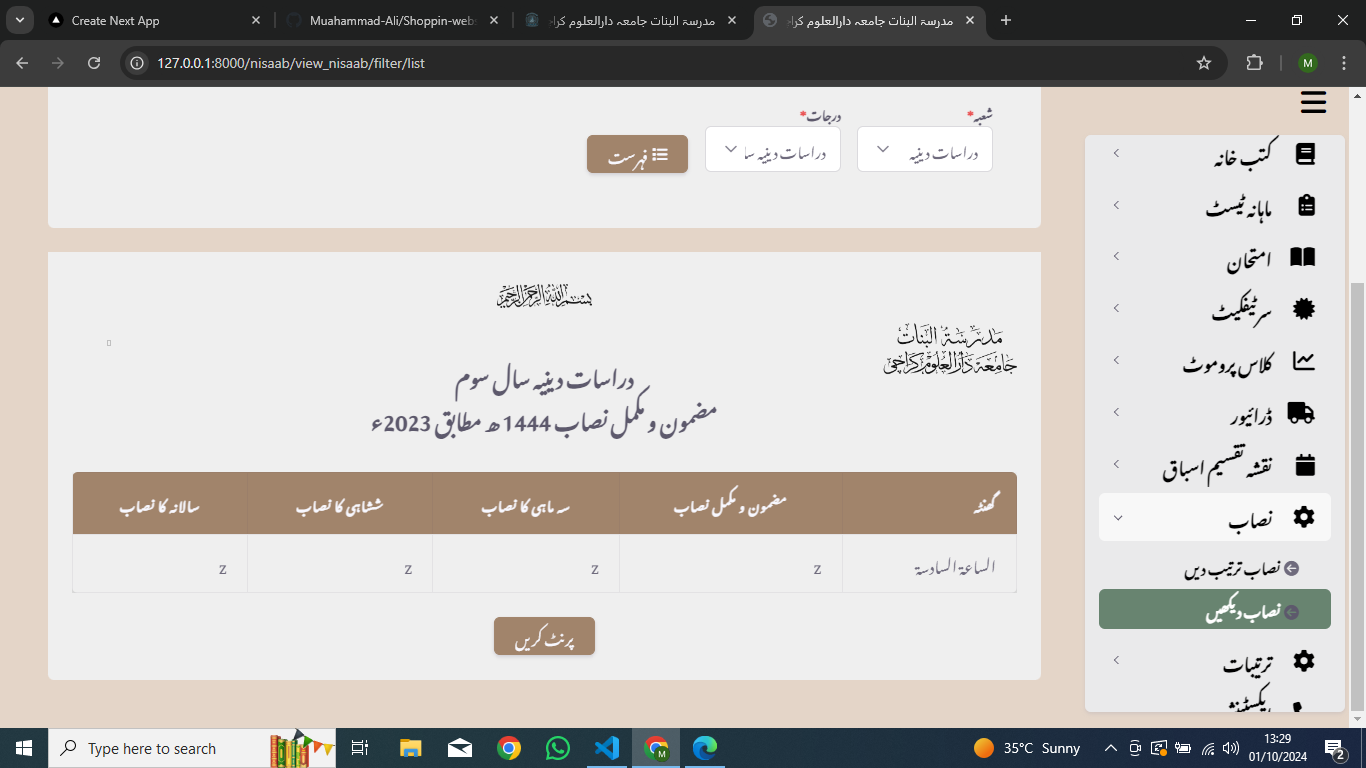 Create Next App
Muahammad-Ali/Shoppin-webs
مدرسۃ البنات جامعہ دارالعلوم کرا
مدرسۃ البنات جامعہ دارالعلوم کراچ
127.0.0.1:8000/nisaab/view_nisaab/filter/list
M
شعبہ*
درجات*
دراسات دینیہ
دراسات دینیہ سا
فہرست
بسم اللہ الرحمن الرحیم
مدرسۃ البنات
جامعہ دارالعلوم کراچی
دراسات دینیہ سال سوم
مضمون و مکمل نصاب 1444ھ مطابق 2023ء
گھنٹہ
مضمون و مکمل نصاب
سہ ماہی کا نصاب
ششاہی کا نصاب
سالانہ کا نصاب
الساعۃ السادسۃ
z
z
z
z
پرنٹ کریں
کتب خانہ
ماہانہ ٹیسٹ
امتحان
سرٹیفکیٹ
کلاس پروموٹ
ڈرائیور
نقشہ تقسیم اسباق
نصاب
نصاب ترتیب دیں
نصاب دیکھیں
ترتیبات
Type here to search
M
35°C Sunny
13:29
01/10/2024
2